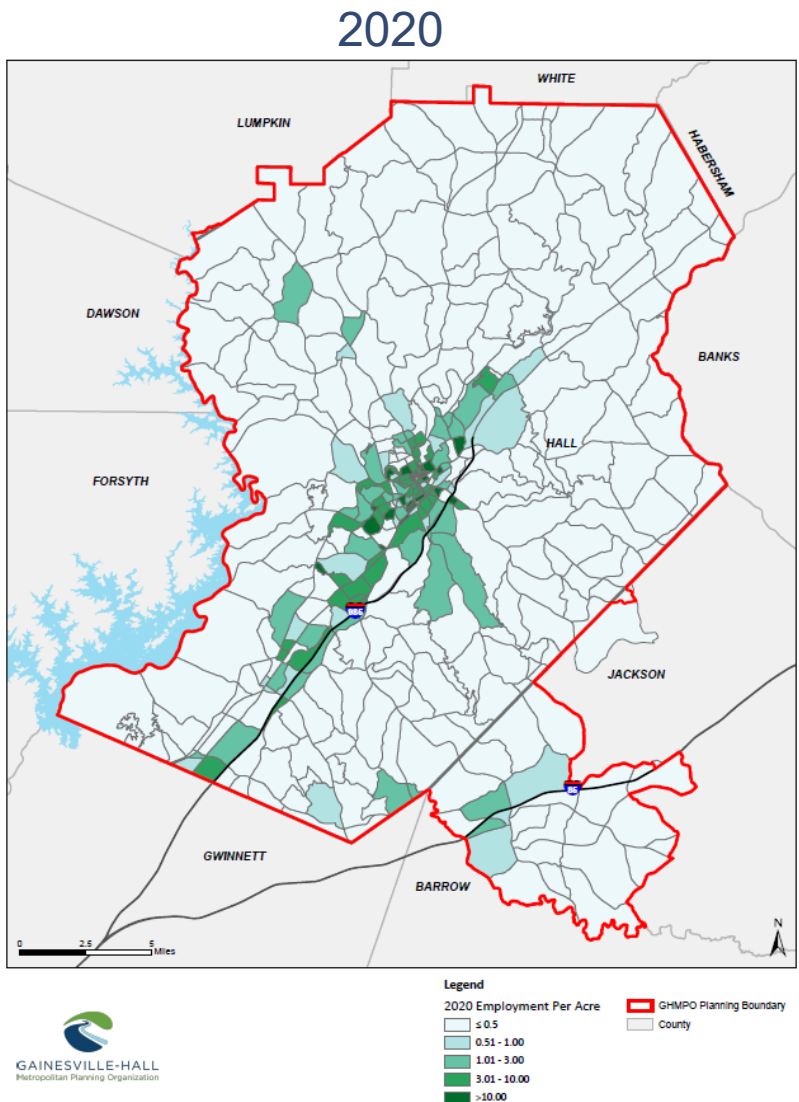 2020
WHITE
LUMPKIN
HABERSHAM
DAWSON
BANKS
HALL
FORSYTH
985
JACKSON
85
GWINNETT
BARROW
N
0 2.5 5
Miles
Legend
2020 Employment Per Acre
≤ 0.5
0.51 - 1.00
1.01 - 3.00
3.01 - 10.00
>10.00
GHMPO Planning Boundary
County
GAINESVILLE-HALL
Metropolitan Planning Organization